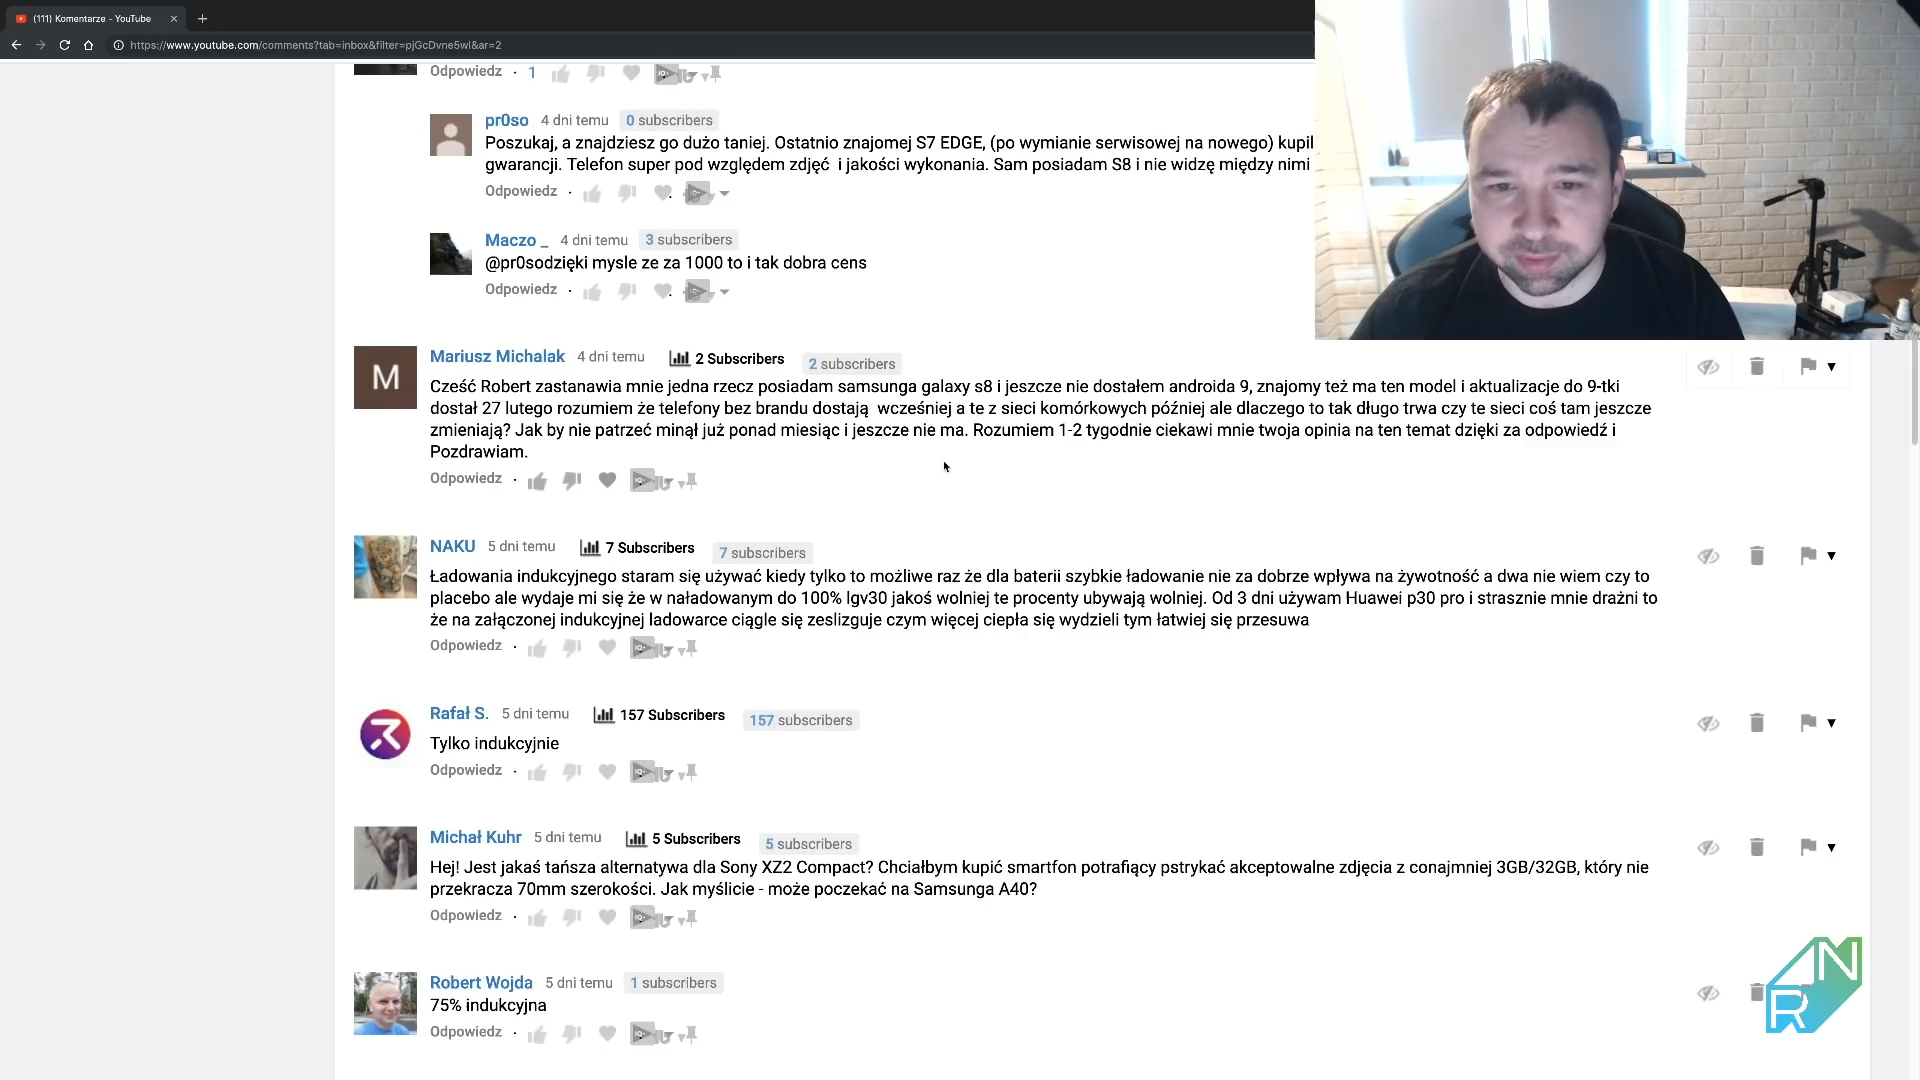 (111) Komentarze - YouTube
https://www.youtube.com/comments?tab=inbox&filter=pjGcDvne5wI&ar=2
Odpowiedz · 1
pr0so 4 dni temu 0 subscribers
Poszukaj, a znajdziesz go dużo taniej. Ostatnio znajomej S7 EDGE, (po wymianie serwisowej na nowego) kupil
gwarancji. Telefon super pod względem zdjęć i jakości wykonania. Sam posiadam S8 i nie widzę między nimi
Odpowiedz ·
Maczo _ 4 dni temu 3 subscribers
@pr0sodzięki mysle ze za 1000 to i tak dobra cens
Odpowiedz ·
M
Mariusz Michalak 4 dni temu 2 Subscribers 2 subscribers
Cześć Robert zastanawia mnie jedna rzecz posiadam samsunga galaxy s8 i jeszcze nie dostałem androida 9, znajomy też ma ten model i aktualizacje do 9-tki
dostał 27 lutego rozumiem że telefony bez brandu dostają wcześniej a te z sieci komórkowych później ale dlaczego to tak długo trwa czy te sieci coś tam jeszcze
zmieniają? Jak by nie patrzeć minął już ponad miesiąc i jeszcze nie ma. Rozumiem 1-2 tygodnie ciekawi mnie twoja opinia na ten temat dzięki za odpowiedź i
Pozdrawiam.
Odpowiedz ·
NAKU 5 dni temu 7 Subscribers 7 subscribers
Ładowania indukcyjnego staram się używać kiedy tylko to możliwe raz że dla baterii szybkie ładowanie nie za dobrze wpływa na żywotność a dwa nie wiem czy to
placebo ale wydaje mi się że w naładowanym do 100% lgv30 jakoś wolniej te procenty ubywają wolniej. Od 3 dni używam Huawei p30 pro i strasznie mnie drażni to
że na załączonej indukcyjnej ladowarce ciągle się zeslizguje czym więcej ciepła się wydzieli tym łatwiej się przesuwa
Odpowiedz ·
Rafał S. 5 dni temu 157 Subscribers 157 subscribers
Tylko indukcyjnie
Odpowiedz ·
Michał Kuhr 5 dni temu 5 Subscribers 5 subscribers
Hej! Jest jakaś tańsza alternatywa dla Sony XZ2 Compact? Chciałbym kupić smartfon potrafiący pstrykać akceptowalne zdjęcia z conajmniej 3GB/32GB, który nie
przekracza 70mm szerokości. Jak myślicie - może poczekać na Samsunga A40?
Odpowiedz ·
Robert Wojda 5 dni temu 1 subscribers
75% indukcyjna
Odpowiedz ·
RN